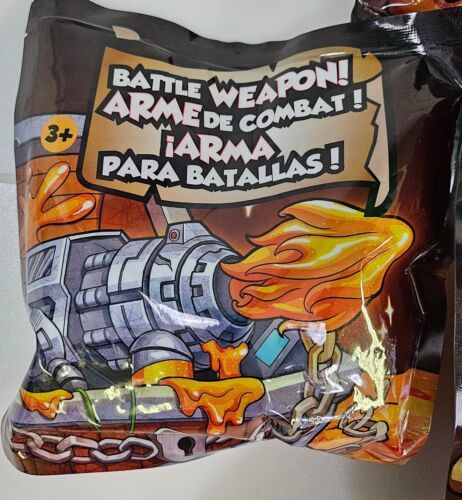 BATTLE WEAPON!
ARME DE COMBAT!
¡ARMA
PARA BATALLAS!
3+